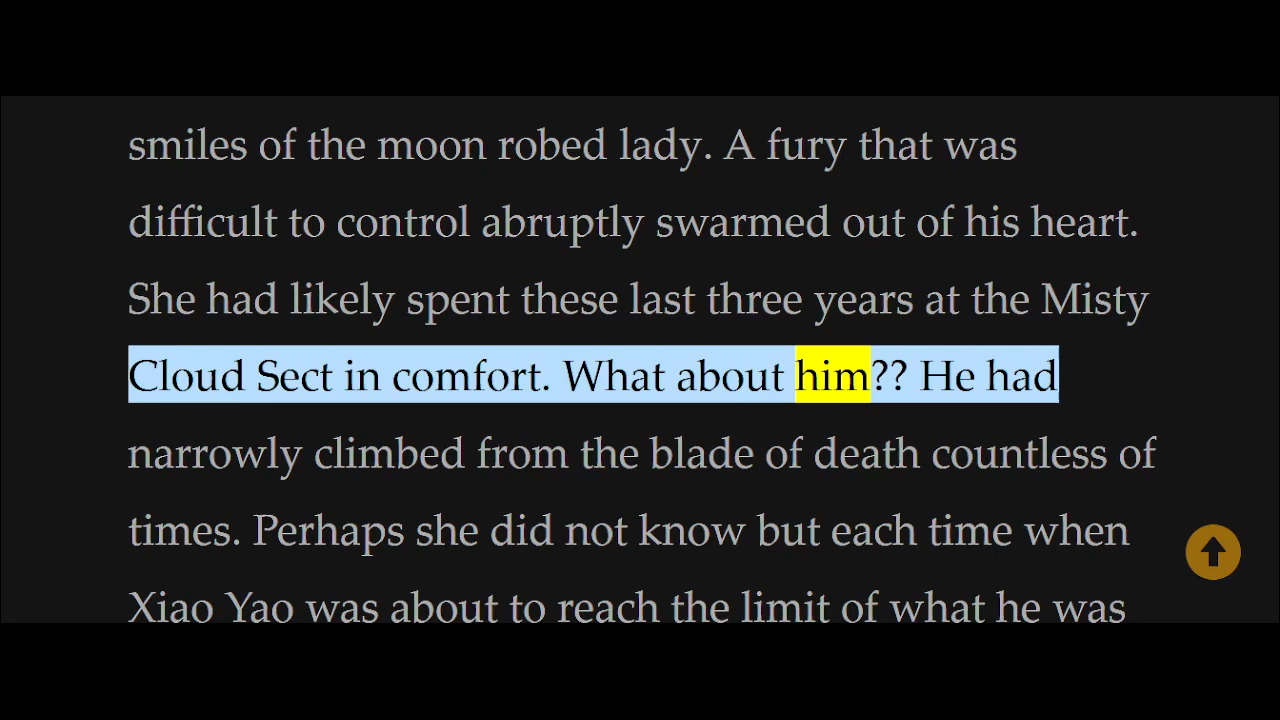 smiles of the moon robed lady. A fury that was
difficult to control abruptly swarmed out of his heart.
She had likely spent these last three years at the Misty
Cloud Sect in comfort. What about him?? He had
narrowly climbed from the blade of death countless of
times. Perhaps she did not know but each time when
Xiao Yao was about to reach the limit of what he was